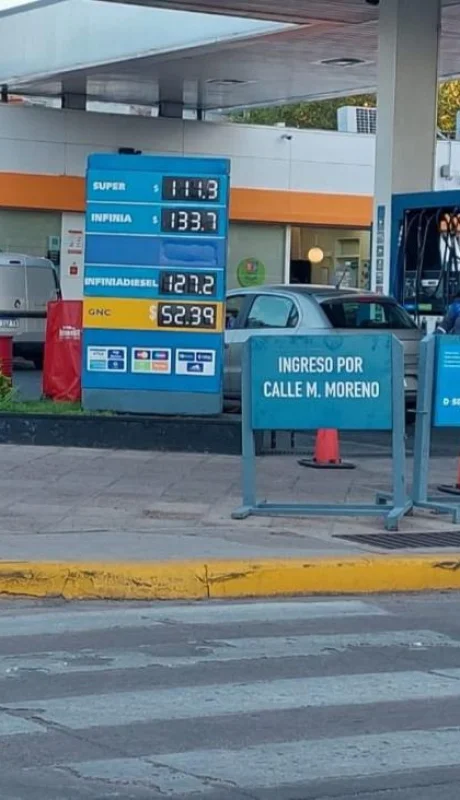 SUPER $ 111.3
INFINIA $ 133.7
INFINIADIESEL 127.2
GNC $ 52.39
INGRESO POR
CALLE M. MORENO